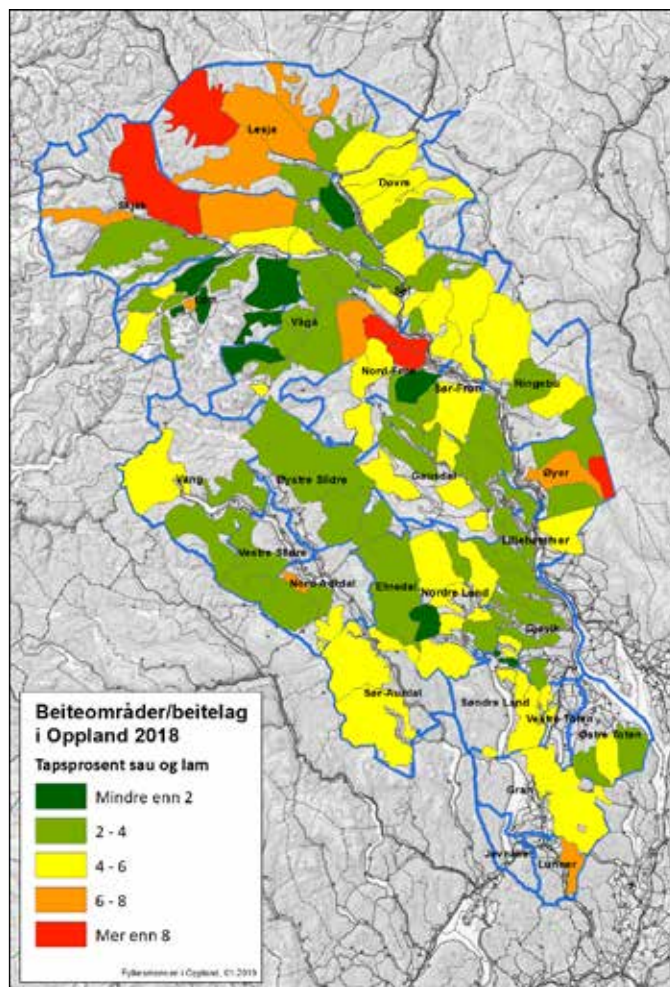 Lesja
Dovre
Skjåk
Lom
Sel
Vågå
Nord-Fron
Sør-Fron
Ringebu
Øyer
Gausdal
Vang
Øystre Slidre
Lillehammer
Vestre Slidre
Nord-Aurdal
Etnedal
Nordre Land
Gjøvik
Sør-Aurdal
Søndre Land
Vestre Toten
Østre Toten
Gran
Jevnaker
Lunner
Beiteområder/beitelag
i Oppland 2018
Tapsprosent sau og lam
Mindre enn 2
2 - 4
4 - 6
6 - 8
Mer enn 8
Fylkesmannen i Oppland, 01-2019